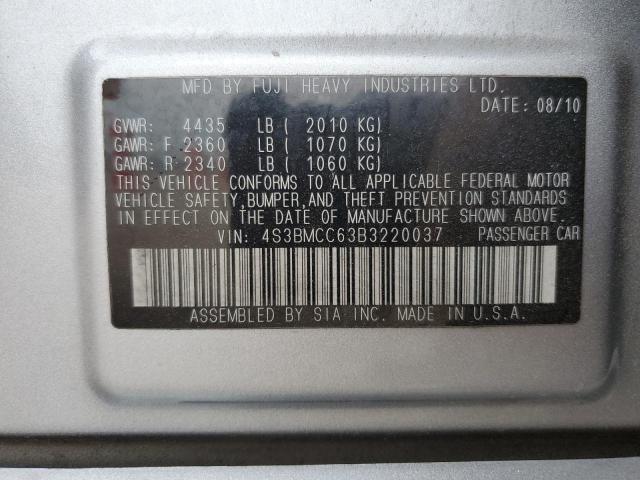 MFD BY FUJI HEAVY INDUSTRIES LTD.
DATE: 08/10
GVWR: 4435 LB ( 2010 KG)
GAWR: F 2360 LB ( 1070 KG)
GAWR: R 2340 LB ( 1060 KG)
THIS VEHICLE CONFORMS TO ALL APPLICABLE FEDERAL MOTOR
VEHICLE SAFETY,BUMPER,AND THEFT PREVENTION STANDARDS
IN EFFECT ON THE DATE OF MANUFACTURE SHOWN ABOVE.
VIN: 4S3BMCC63B3220037 PASSENGER CAR
ASSEMBLED BY SIA INC. MADE IN U.S.A.